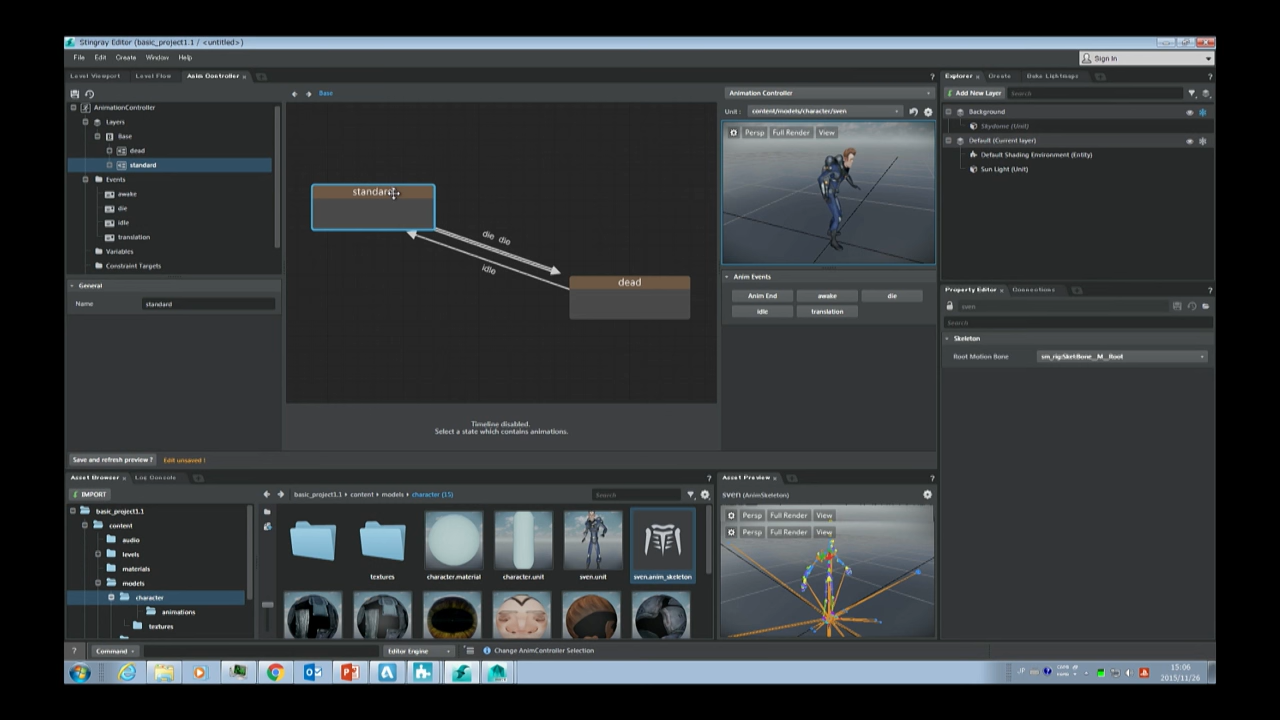 Stingray Editor (basic_project1.1 / <untitled>)
File Edit Create Window Help
Sign In
Level Viewport Level Flow Anim Controller
Explorer Create Bake Lightmaps
AnimationController
Layers
Base
dead
standard
Events
awake
die
idle
translation
Variables
Constraint Targets
General
Name standard
Base
standard
die die
idle
dead
Timeline disabled.
Select a state which contains animations.
Animation Controller
Unit : content/models/character/sven
Persp Full Render View
Anim Events
Anim End awake die
idle translation
Add New Layer Search
Background
Skydome (Unit)
Default (Current layer)
Default Shading Environment (Entity)
Sun Light (Unit)
Property Editor Connections
sven
Search
Skeleton
Root Motion Bone sm_rig:SketBone__M__Root
Save and refresh preview ? Edit unsaved !
Asset Browser Log Console
IMPORT
basic_project1.1 content models character (15) Search
basic_project1.1
content
audio
levels
materials
models
character
animations
textures
textures character.material character.unit sven.unit sven.anim_skeleton
Asset Preview
sven (AnimSkeleton)
Persp Full Render View
Persp Full Render View
? Command Editor Engine Change AnimController Selection
JP
CAPS
KANA
15:06
2015/11/26